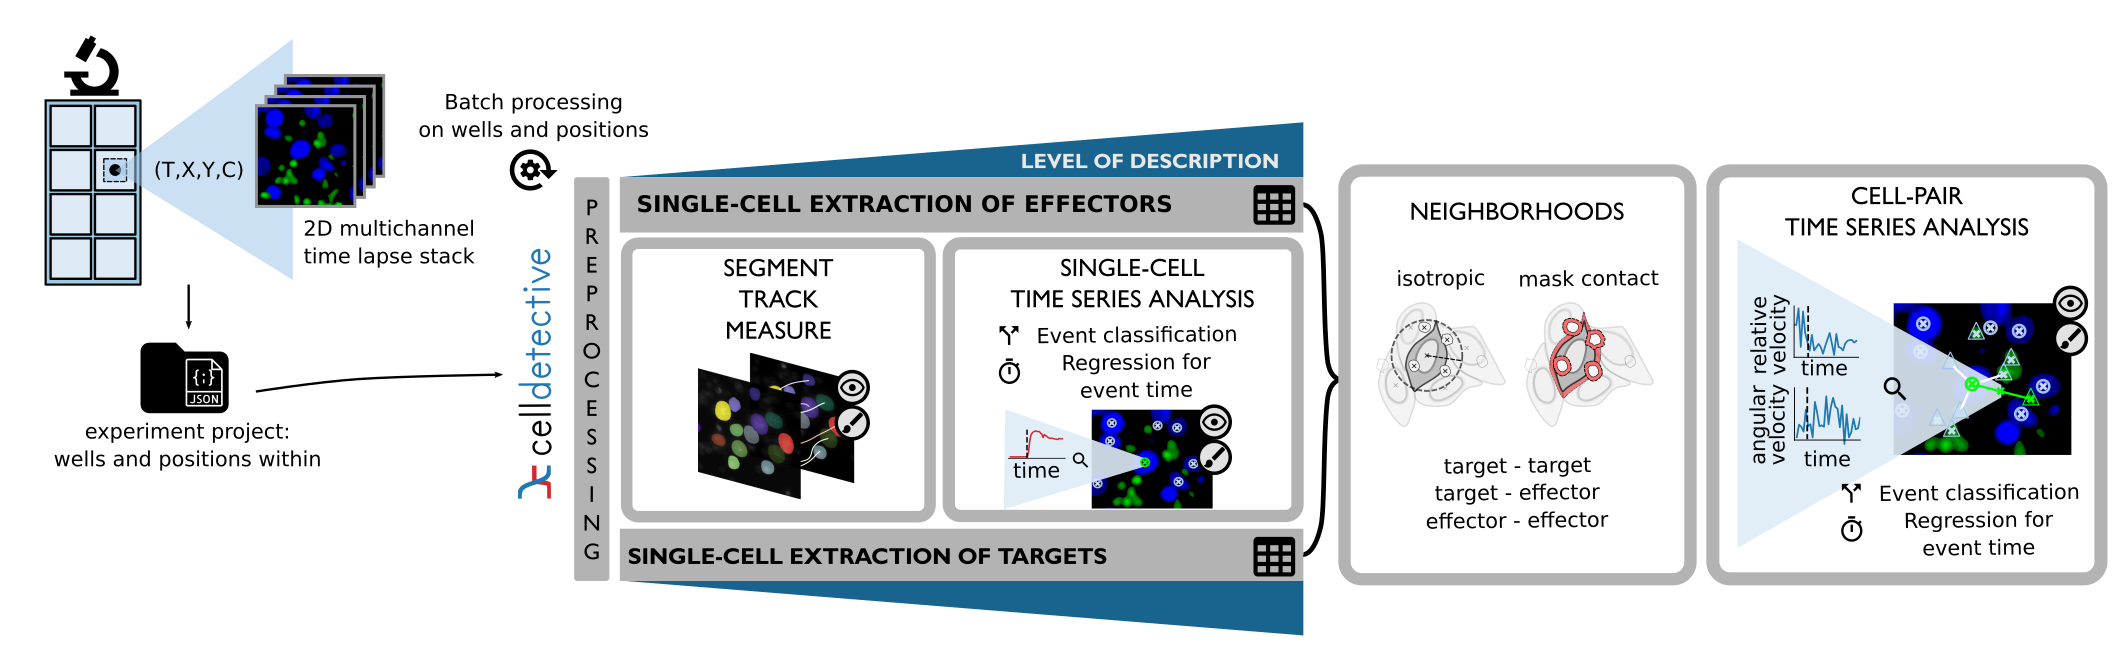 (T,X,Y,C)
2D multichannel
time lapse stack
{;}
JSON
experiment project:
wells and positions within
Batch processing
on wells and positions
celldetective
PREPROCESSING
LEVEL OF DESCRIPTION
SINGLE-CELL EXTRACTION OF EFFECTORS
SEGMENT
TRACK
MEASURE
SINGLE-CELL
TIME SERIES ANALYSIS
Event classification
Regression for
event time
time
SINGLE-CELL EXTRACTION OF TARGETS
NEIGHBORHOODS
isotropic
mask contact
target - target
target - effector
effector - effector
CELL-PAIR
TIME SERIES ANALYSIS
relative
velocity
time
angular
velocity
time
Event classification
Regression for
event time